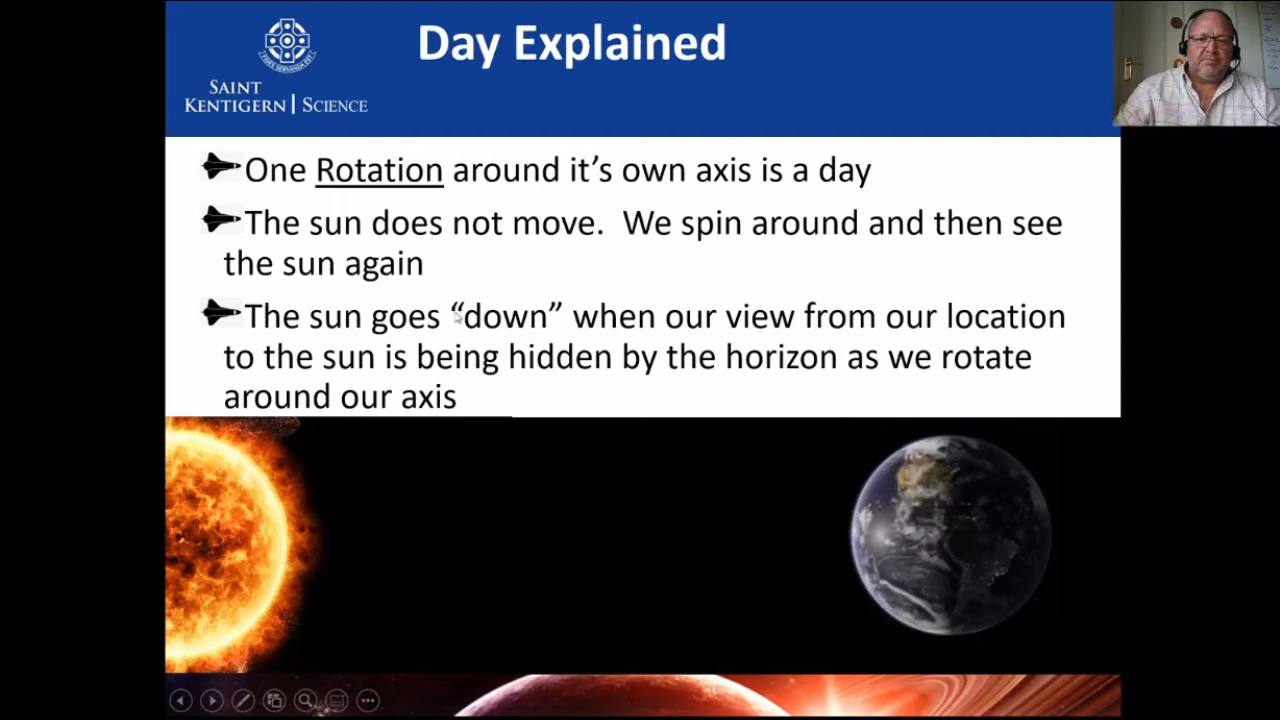 Day Explained
SAINT
KENTIGERN | SCIENCE
One Rotation around it’s own axis is a day
The sun does not move.  We spin around and then see
the sun again
The sun goes “down” when our view from our location
to the sun is being hidden by the horizon as we rotate
around our axis